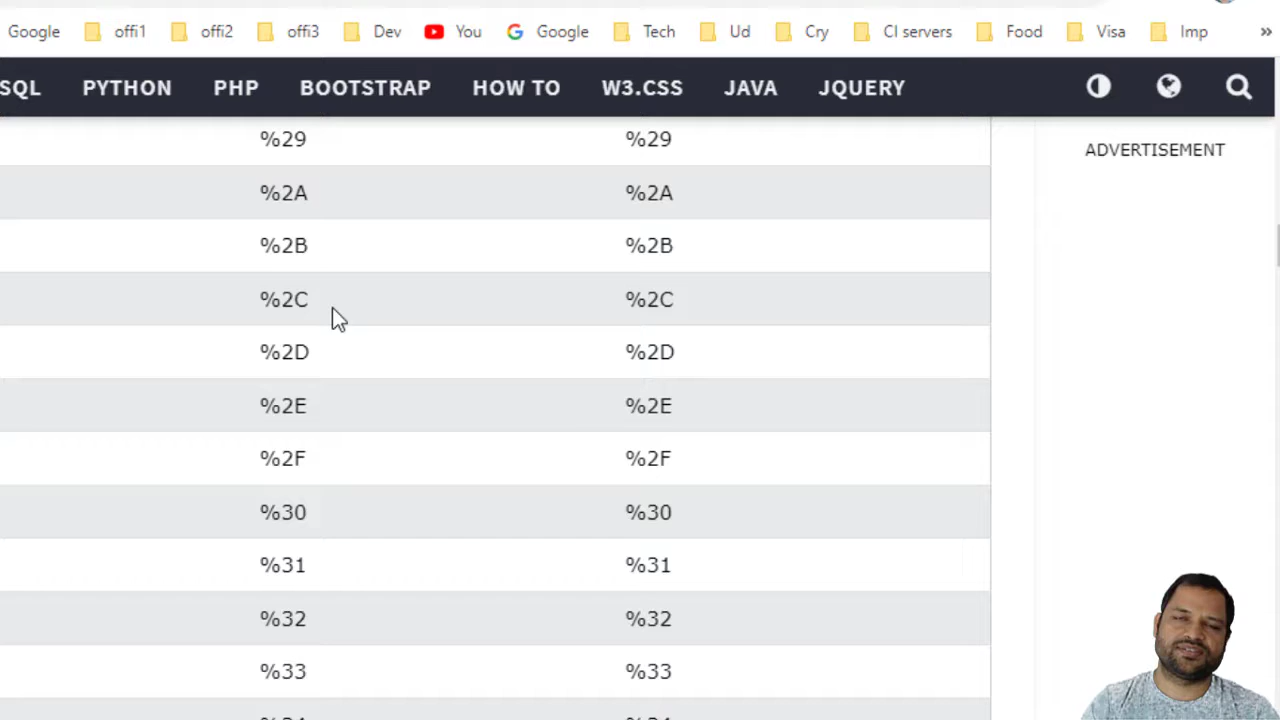 Google offi1 offi2 offi3 Dev You Google Tech Ud Cry CI servers Food Visa Imp »
SQL PYTHON PHP BOOTSTRAP HOW TO W3.CSS JAVA JQUERY
%29 %29
ADVERTISEMENT
%2A %2A
%2B %2B
%2C %2C
%2D %2D
%2E %2E
%2F %2F
%30 %30
%31 %31
%32 %32
%33 %33